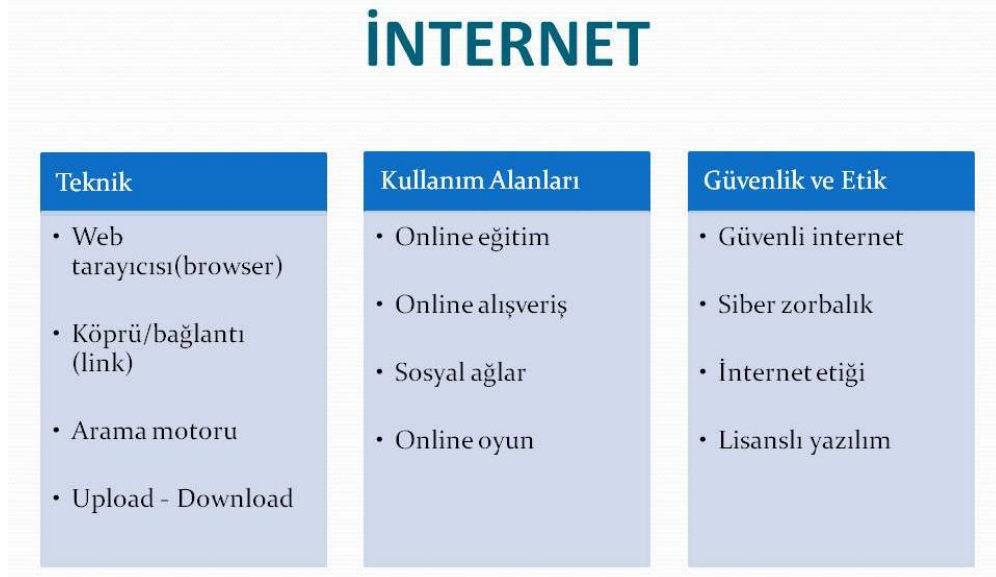 İNTERNET
Teknik
• Web
tarayıcısı(browser)
• Köprü/bağlantı
(link)
• Arama motoru
• Upload - Download
Kullanım Alanları
• Online eğitim
• Online alışveriş
• Sosyal ağlar
• Online oyun
Güvenlik ve Etik
• Güvenli internet
• Siber zorbalık
• İnternet etiği
• Lisanslı yazılım